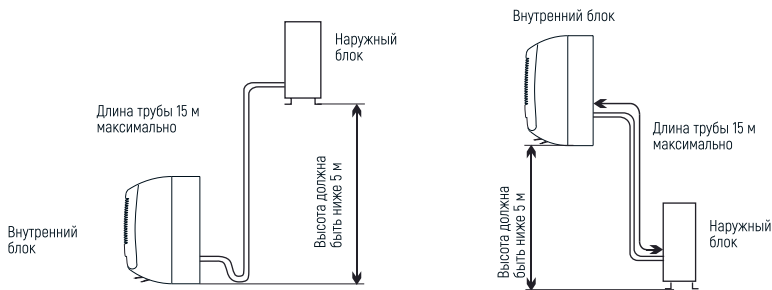 Наружный
блок
Длина трубы 15 м
максимально
Высота должна
быть ниже 5 м
Внутренний
блок
Внутренний блок
Длина трубы 15 м
максимально
Высота должна
быть ниже 5 м
Наружный
блок